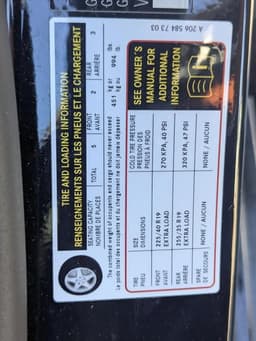 TIRE AND LOADING INFORMATION
RENSEIGNEMENTS SUR LES PNEUS ET LE CHARGEMENT
SEATING CAPACITY TOTAL 5 FRONT 2 REAR 3
NOMBRE DE PLACES AVANT ARRIÈRE
The combined weight of occupants and cargo should never exceed 451 kg or 994 lbs.
Le poids total des occupants et du chargement ne doit jamais dépasser kg ou lb.
TIRE SIZE COLD TIRE PRESSURE
PNEU DIMENSIONS PRESSION DES
PNEUS À FROID
FRONT 225/40 R19 270 KPA, 40 PSI
AVANT EXTRA LOAD
REAR 255/35 R19 320 KPA, 47 PSI
ARRIÈRE EXTRA LOAD
SPARE NONE / AUCUN NONE / AUCUN
DE SECOURS
SEE OWNER'S
MANUAL FOR
ADDITIONAL
INFORMATION
A 206 584 73 03